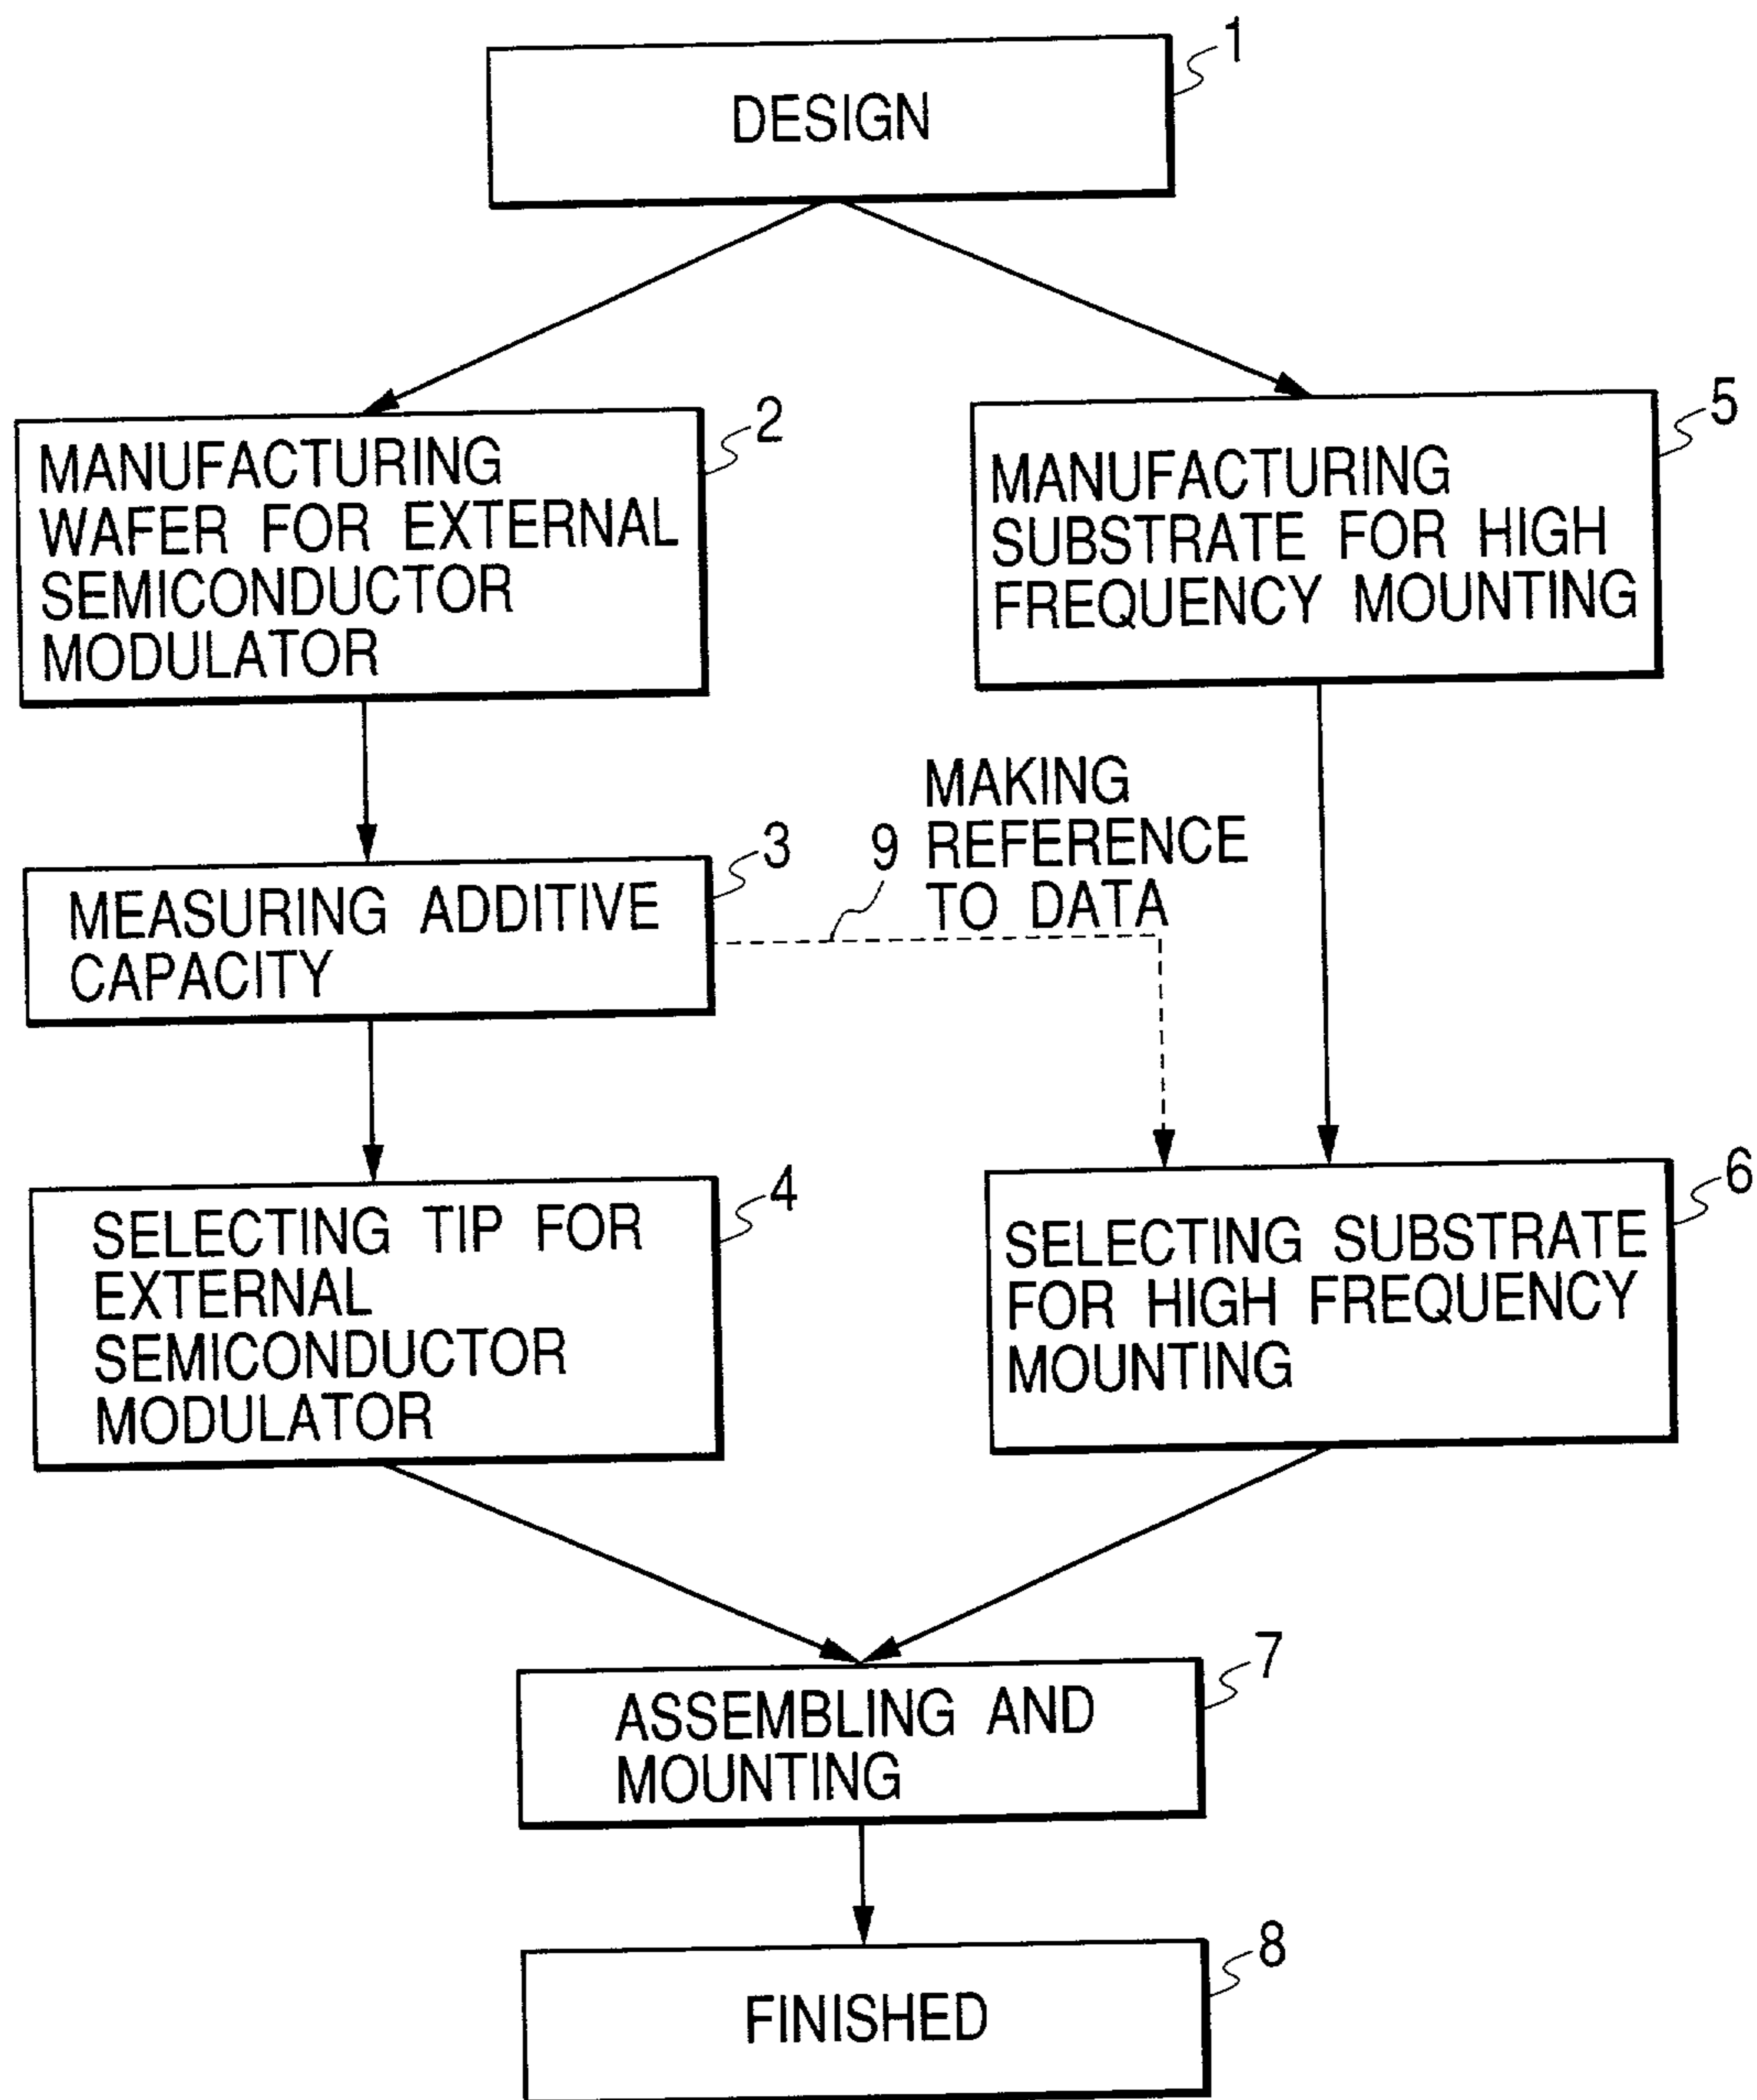 1
DESIGN
2
MANUFACTURING
WAFER FOR EXTERNAL
SEMICONDUCTOR
MODULATOR
5
MANUFACTURING
SUBSTRATE FOR HIGH
FREQUENCY MOUNTING
3
MEASURING ADDITIVE
CAPACITY
9
MAKING
REFERENCE
TO DATA
4
SELECTING TIP FOR
EXTERNAL
SEMICONDUCTOR
MODULATOR
6
SELECTING SUBSTRATE
FOR HIGH FREQUENCY
MOUNTING
7
ASSEMBLING AND
MOUNTING
8
FINISHED